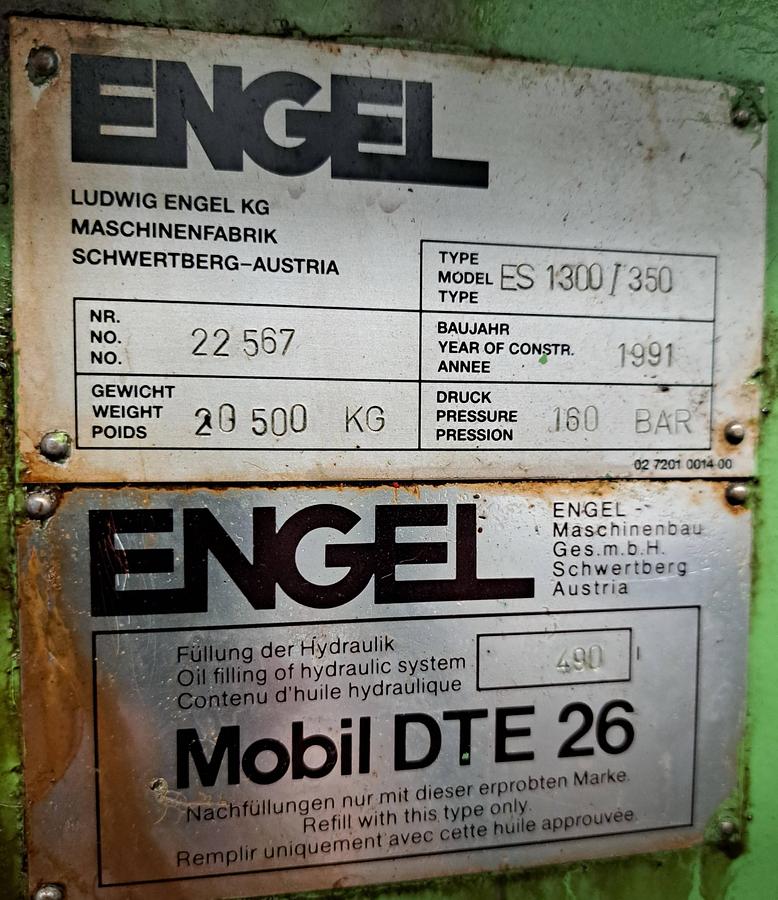 ENGEL
LUDWIG ENGEL KG
MASCHINENFABRIK
SCHWERTBERG-AUSTRIA
TYPE
MODEL ES 1300/350
TYPE
NR.
NO. 22 567
NO.
BAUJAHR
YEAR OF CONSTR. 1991
ANNEE
GEWICHT
WEIGHT 20 500 KG
POIDS
DRUCK
PRESSURE 160 BAR
PRESSION
02 7201 0014 00
ENGEL
ENGEL -
Maschinenbau
Ges.m.b.H.
Schwertberg
Austria
Füllung der Hydraulik
Oil filling of hydraulic system 490 l
Contenu d'huile hydraulique
Mobil DTE 26
Nachfüllungen nur mit dieser erprobten Marke.
Refill with this type only.
Remplir uniquement avec cette huile approuvée.